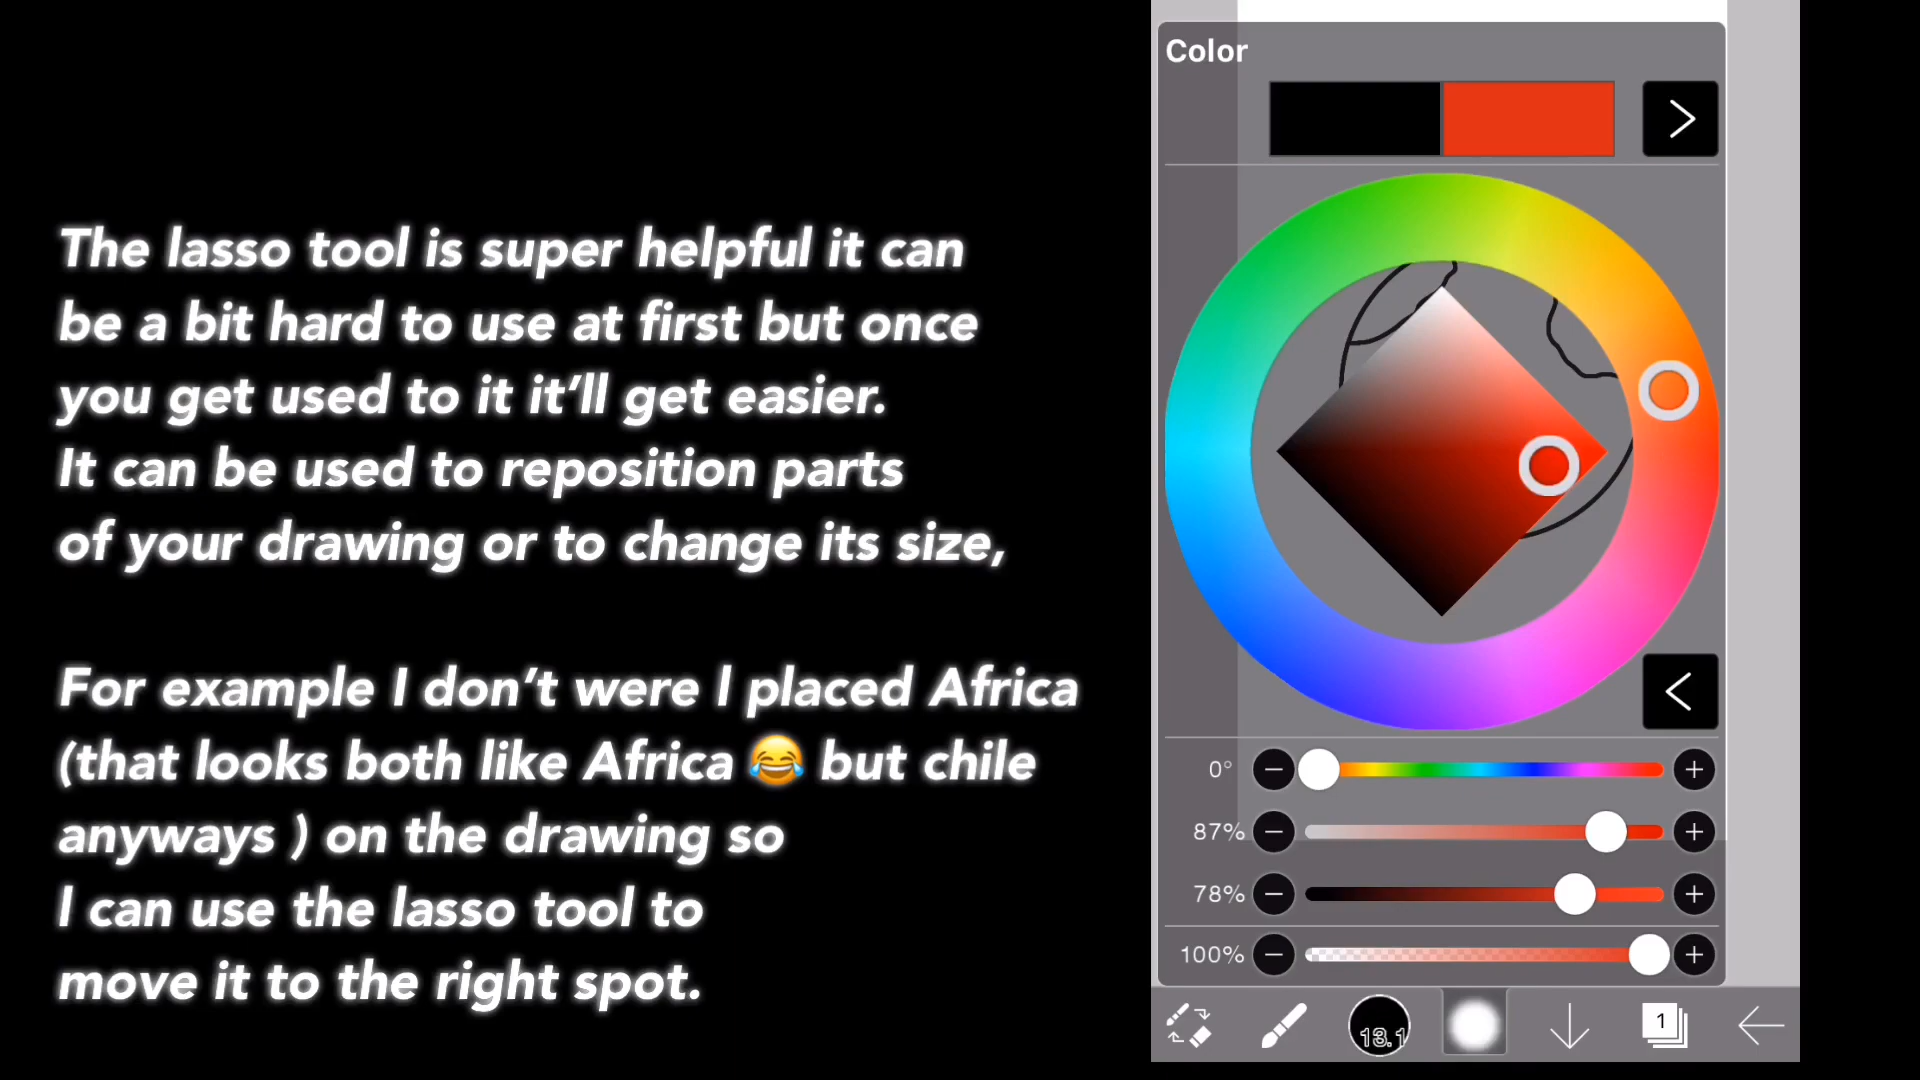 The lasso tool is super helpful it can
be a bit hard to use at first but once
you get used to it it’ll get easier.
It can be used to reposition parts
of your drawing or to change its size,
For example I don’t were I placed Africa
(that looks both like Africa 😂 but chile
anyways ) on the drawing so
I can use the lasso tool to
move it to the right spot.
Color
0°
87%
78%
100%
13.1
1